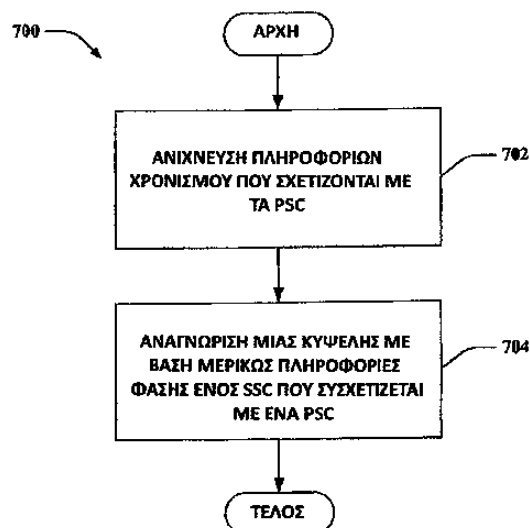 700
ΑΡΧΗ
ΑΝΙΧΝΕΥΣΗ ΠΛΗΡΟΦΟΡΙΩΝ
ΧΡΟΝΙΣΜΟΥ ΠΟΥ ΣΧΕΤΙΖΟΝΤΑΙ ΜΕ
ΤΑ PSC
702
ΑΝΑΓΝΩΡΙΣΗ ΜΙΑΣ ΚΥΨΕΛΗΣ ΜΕ
ΒΑΣΗ ΜΕΡΙΚΩΣ ΠΛΗΡΟΦΟΡΙΕΣ
ΦΑΣΗΣ ΕΝΟΣ SSC ΠΟΥ ΣΥΣΧΕΤΙΖΕΤΑΙ
ΜΕ ΕΝΑ PSC
704
ΤΕΛΟΣ